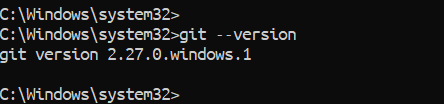 C:\Windows\system32>
C:\Windows\system32>git --version
git version 2.27.0.windows.1
C:\Windows\system32>